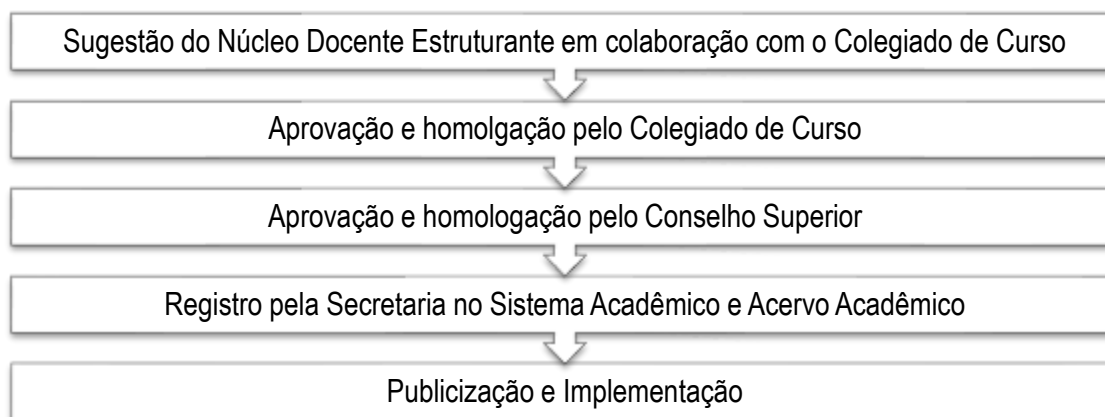 Sugestão do Núcleo Docente Estruturante em colaboração com o Colegiado de Curso
Aprovação e homolgação pelo Colegiado de Curso
Aprovação e homologação pelo Conselho Superior
Registro pela Secretaria no Sistema Acadêmico e Acervo Acadêmico
Publicização e Implementação